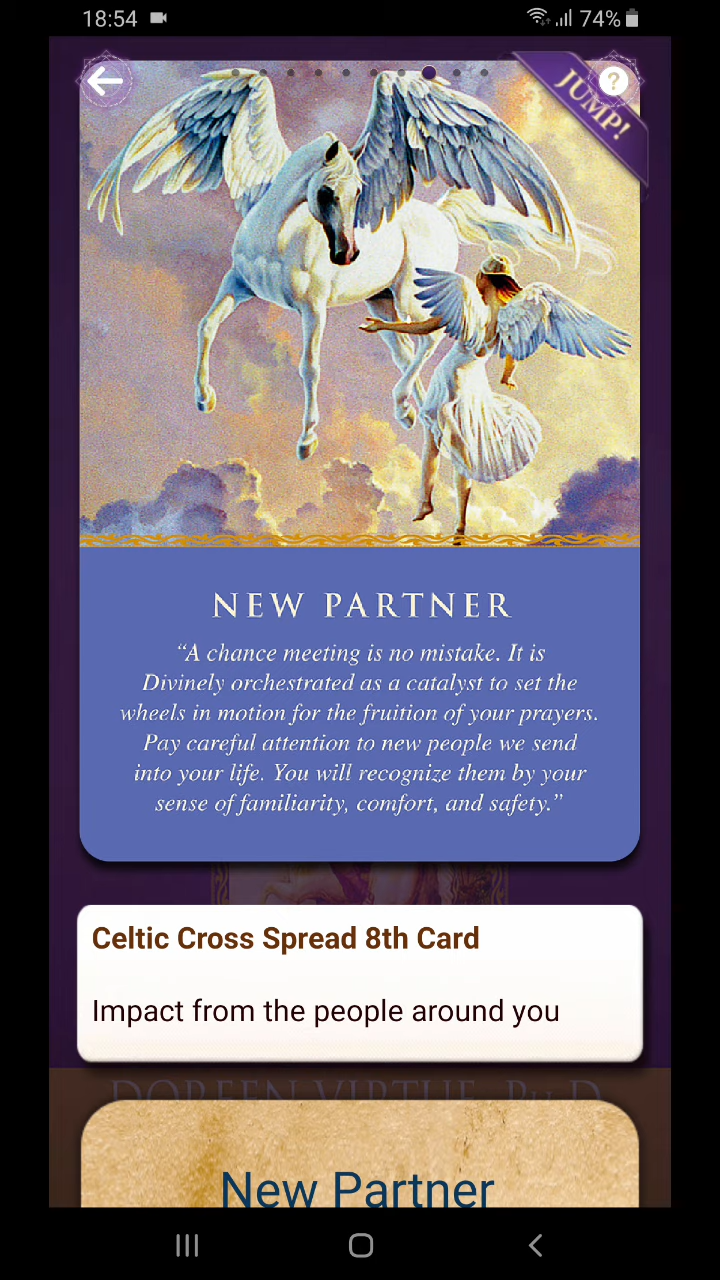 18:54
74%
JUMP!
?
NEW PARTNER
“A chance meeting is no mistake. It is
Divinely orchestrated as a catalyst to set the
wheels in motion for the fruition of your prayers.
Pay careful attention to new people we send
into your life. You will recognize them by your
sense of familiarity, comfort, and safety.”
Celtic Cross Spread 8th Card
Impact from the people around you
DOREEN VIRTUE, PH.D.
New Partner